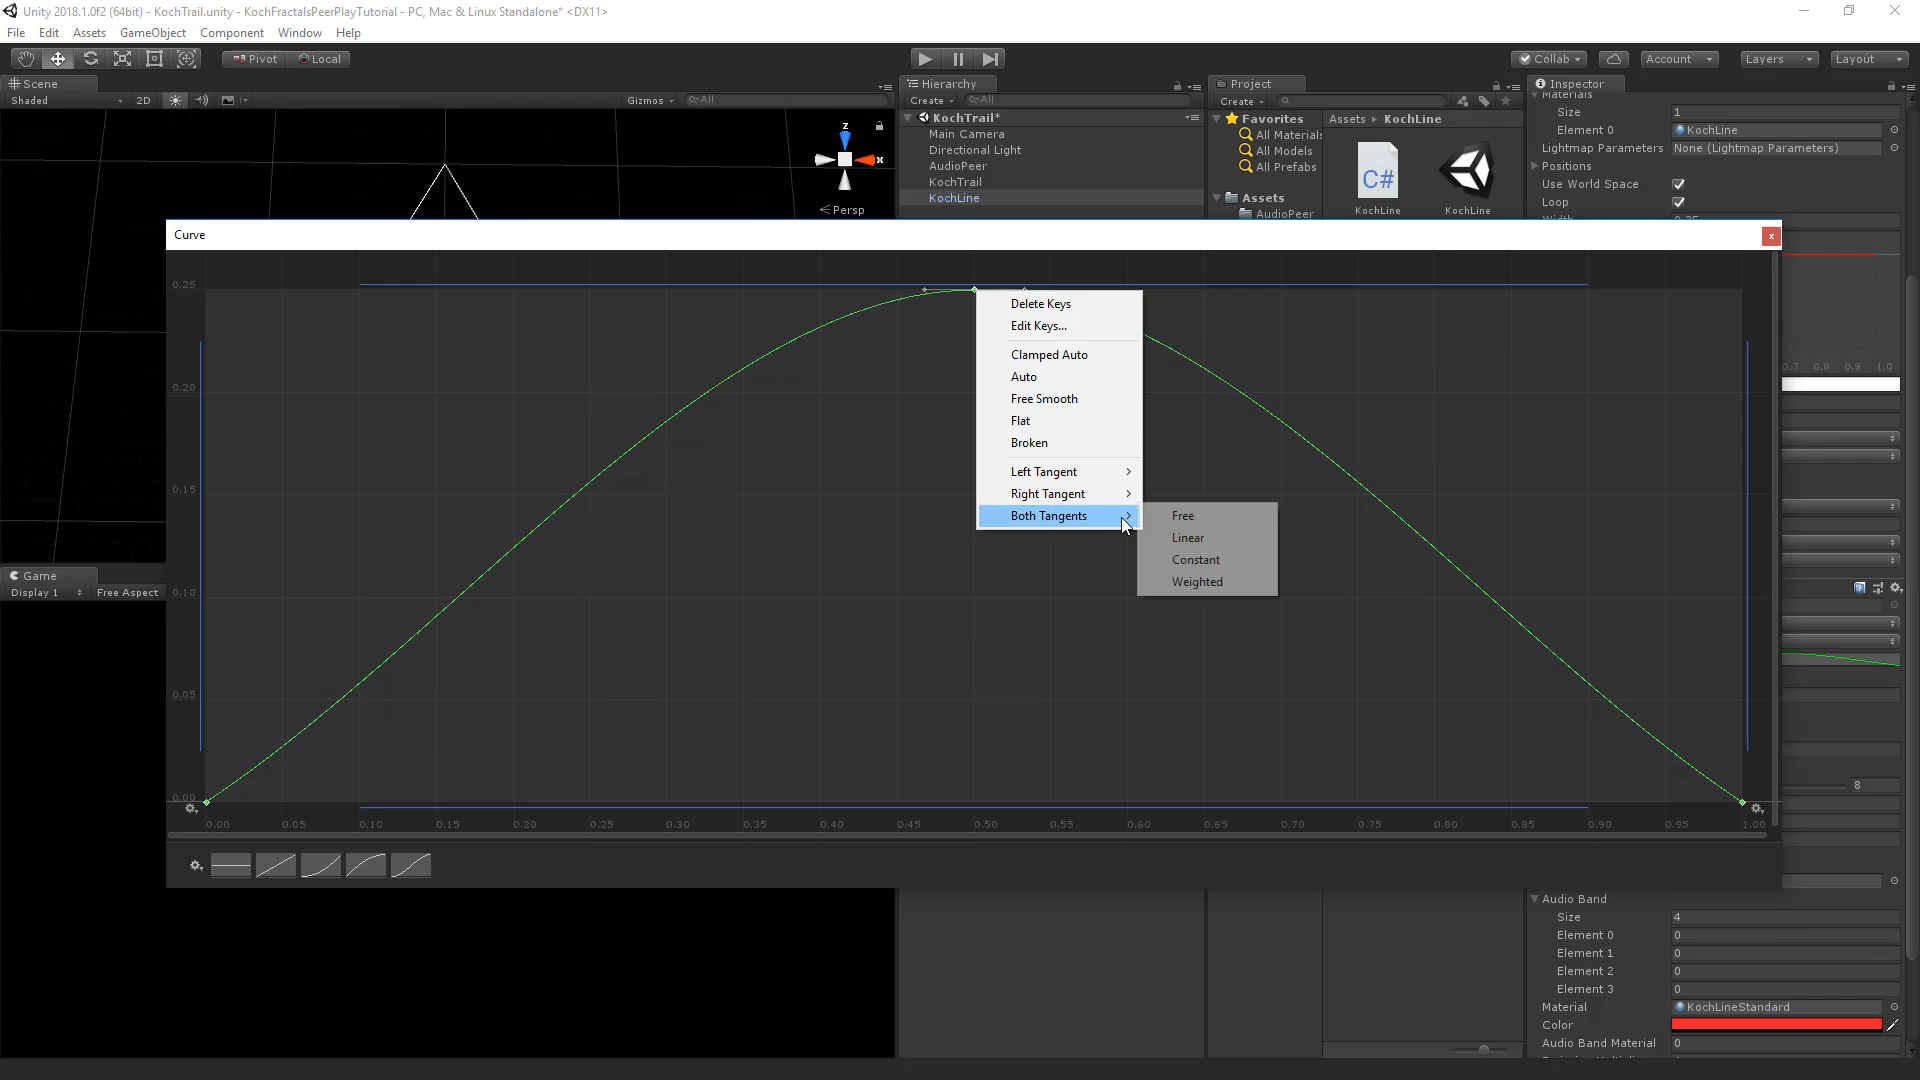 Unity 2018.1.0f2 (64bit) - KochTrail.unity - KochFractalsPeerPlayTutorial - PC, Mac & Linux Standalone* <DX11>
File Edit Assets GameObject Component Window Help
Pivot Local Collab Account Layers Layout
Scene
Shaded 2D Gizmos All
z
x
Persp
Hierarchy
Create All
KochTrail*
Main Camera
Directional Light
AudioPeer
KochTrail
KochLine
Project
Create
Favorites
All Materials
All Models
All Prefabs
Assets
AudioPeer
Assets KochLine
C#
KochLine KochLine
Inspector
Materials
Size 1
Element 0 KochLine
Lightmap Parameters None (Lightmap Parameters)
Positions
Use World Space
Loop
Width 0.25
0.7 0.8 0.9 1.0
Curve
x
0.25
0.20
0.15
0.10
0.05
0.00
0.00 0.05 0.10 0.15 0.20 0.25 0.30 0.35 0.40 0.45 0.50 0.55 0.60 0.65 0.70 0.75 0.80 0.85 0.90 0.95 1.00
Delete Keys
Edit Keys...
Clamped Auto
Auto
Free Smooth
Flat
Broken
Left Tangent
Right Tangent
Both Tangents
Free
Linear
Constant
Weighted
Game
Display 1 Free Aspect
8
Audio Band
Size 4
Element 0 0
Element 1 0
Element 2 0
Element 3 0
Material KochLineStandard
Color
Audio Band Material 0